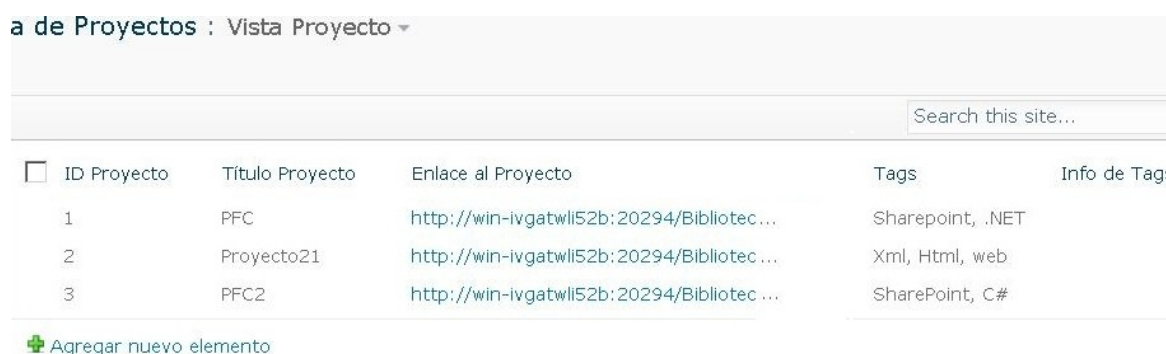 a de Proyectos : Vista Proyecto
Search this site...
ID Proyecto Título Proyecto Enlace al Proyecto Tags Info de Tags
1 PFC http://win-ivgatwli52b:20294/Bibliotec... Sharepoint, .NET
2 Proyecto21 http://win-ivgatwli52b:20294/Bibliotec... Xml, Html, web
3 PFC2 http://win-ivgatwli52b:20294/Bibliotec... SharePoint, C#
Agregar nuevo elemento